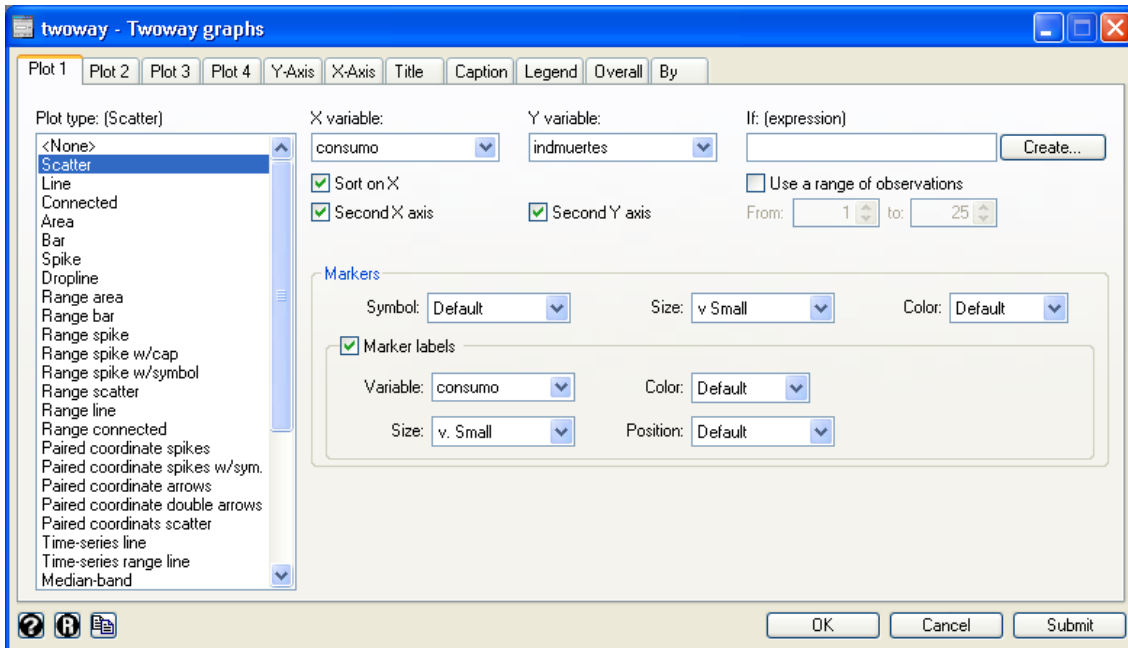 twoway - Twoway graphs
Plot 1 Plot 2 Plot 3 Plot 4 Y-Axis X-Axis Title Caption Legend Overall By
Plot type: (Scatter)
<None>
Scatter
Line
Connected
Area
Bar
Spike
Dropline
Range area
Range bar
Range spike
Range spike w/cap
Range spike w/symbol
Range scatter
Range line
Range connected
Paired coordinate spikes
Paired coordinate spikes w/sym.
Paired coordinate arrows
Paired coordinate double arrows
Paired coordinats scatter
Time-series line
Time-series range line
Median-band
X variable: Y variable: If: (expression)
consumo indmuertes Create...
Sort on X Use a range of observations
Second X axis Second Y axis From: 1 to: 25
Markers
Symbol: Default Size: v Small Color: Default
Marker labels
Variable: consumo Color: Default
Size: v. Small Position: Default
? R OK Cancel Submit